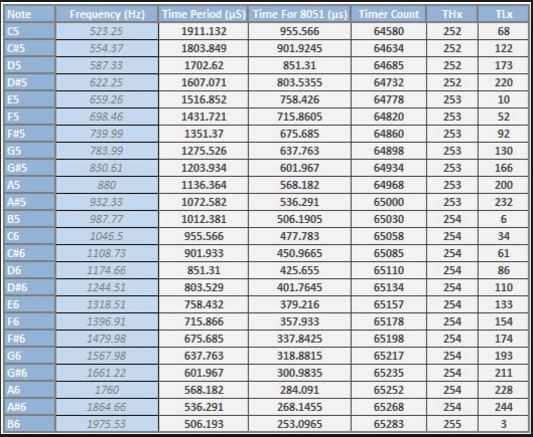 Note Frequency (Hz) Time Period (µS) Time For 8051 (µs) Timer Count THx TLx
C5 523.25 1911.132 955.566 64580 252 68
C#5 554.37 1803.849 901.9245 64634 252 122
D5 587.33 1702.62 851.31 64685 252 173
D#5 622.25 1607.071 803.5355 64732 252 220
E5 659.26 1516.852 758.426 64778 253 10
F5 698.46 1431.721 715.8605 64820 253 52
F#5 739.99 1351.37 675.685 64860 253 92
G5 783.99 1275.526 637.763 64898 253 130
G#5 830.61 1203.934 601.967 64934 253 166
A5 880 1136.364 568.182 64968 253 200
A#5 932.33 1072.582 536.291 65000 253 232
B5 987.77 1012.381 506.1905 65030 254 6
C6 1046.5 955.566 477.783 65058 254 34
C#6 1108.73 901.933 450.9665 65085 254 61
D6 1174.66 851.31 425.655 65110 254 86
D#6 1244.51 803.529 401.7645 65134 254 110
E6 1318.51 758.432 379.216 65157 254 133
F6 1396.91 715.866 357.933 65178 254 154
F#6 1479.98 675.685 337.8425 65198 254 174
G6 1567.98 637.763 318.8815 65217 254 193
G#6 1661.22 601.967 300.9835 65235 254 211
A6 1760 568.182 284.091 65252 254 228
A#6 1864.66 536.291 268.1455 65268 254 244
B6 1975.53 506.193 253.0965 65283 255 3